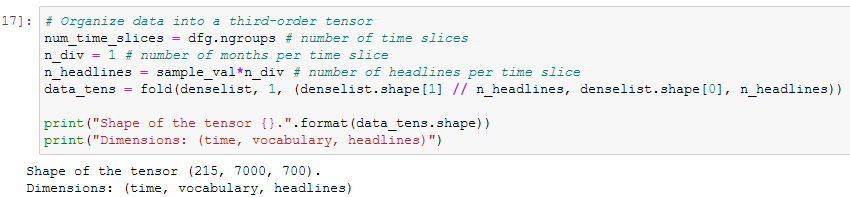 17]: # Organize data into a third-order tensor
num_time_slices = dfg.ngroups # number of time slices
n_div = 1 # number of months per time slice
n_headlines = sample_val*n_div # number of headlines per time slice
data_tens = fold(denselist, 1, (denselist.shape[1] // n_headlines, denselist.shape[0], n_headlines))
print("Shape of the tensor {}.".format(data_tens.shape))
print("Dimensions: (time, vocabulary, headlines)")
Shape of the tensor (215, 7000, 700).
Dimensions: (time, vocabulary, headlines)